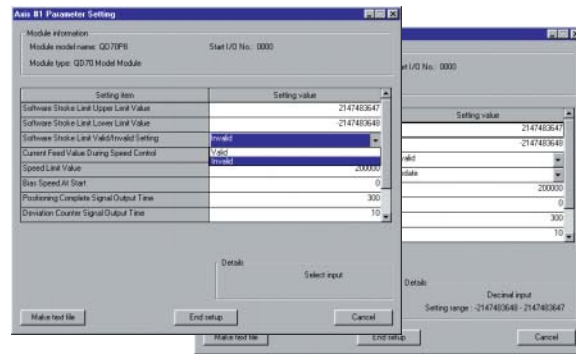 Axis #1 Parameter Setting
Module information
Module model name: QD70P8
Start I/O No.: 0000
Module type: QD70 Model Module
Setting item
Setting value
Software Stroke Limit Upper Limit Value
2147483647
Software Stroke Limit Lower Limit Value
-2147483648
Software Stroke Limit Valid/Invalid Setting
Invalid
Current Feed Value During Speed Control
Valid
Invalid
Speed Limit Value
200000
Bias Speed At Start
0
Positioning Complete Signal Output Time
300
Deviation Counter Signal Output Time
10
Details
Select input
Make text file
End setup
Cancel
art I/O No.: 0000
Setting value
2147483647
-2147483648
valid
pdate
200000
0
300
10
Details
Decimal input
Setting range : -2147483648 - 2147483647
Make text file
End setup
Cancel